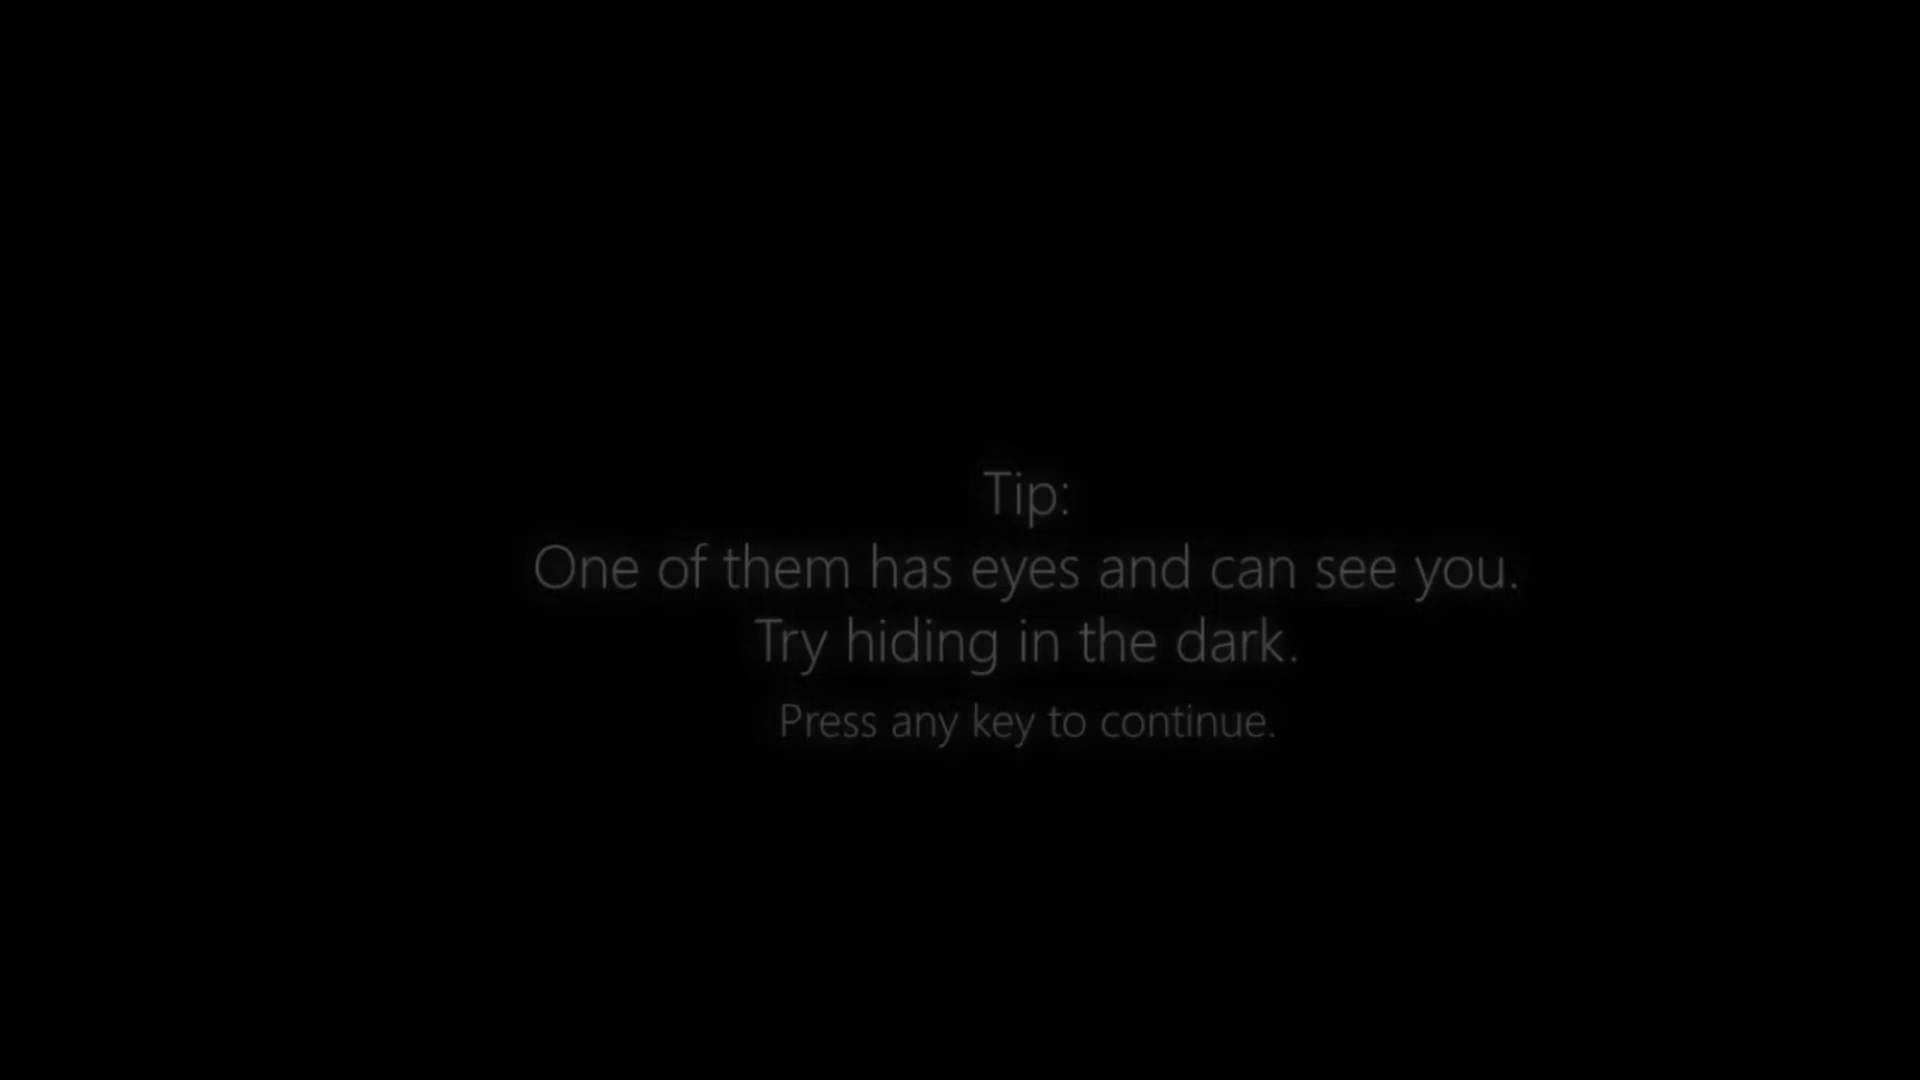 Tip:
One of them has eyes and can see you.
Try hiding in the dark.
Press any key to continue.